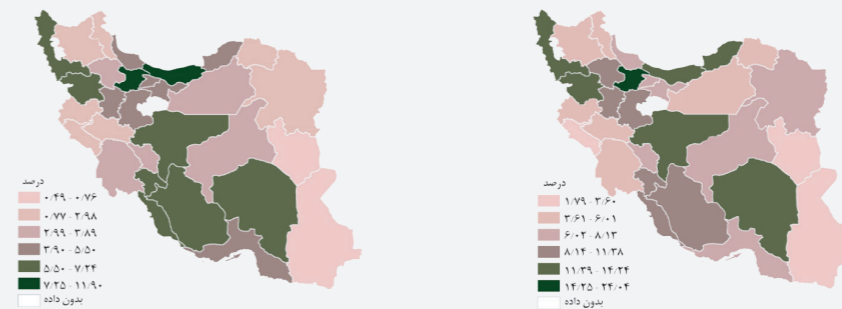 درصد
۰/۴۹ - ۰/۷۶
۰/۷۷ - ۲/۹۸
۲/۹۹ - ۳/۸۹
۳/۹۰ - ۵/۵۰
۵/۵۰ - ۷/۲۴
۷/۲۵ - ۱۱/۹۰
بدون داده
درصد
۱/۷۹ - ۳/۶۰
۳/۶۱ - ۶/۰۱
۶/۰۲ - ۸/۱۳
۸/۱۴ - ۱۱/۳۸
۱۱/۳۹ - ۱۴/۲۴
۱۴/۲۵ - ۲۴/۰۴
بدون داده